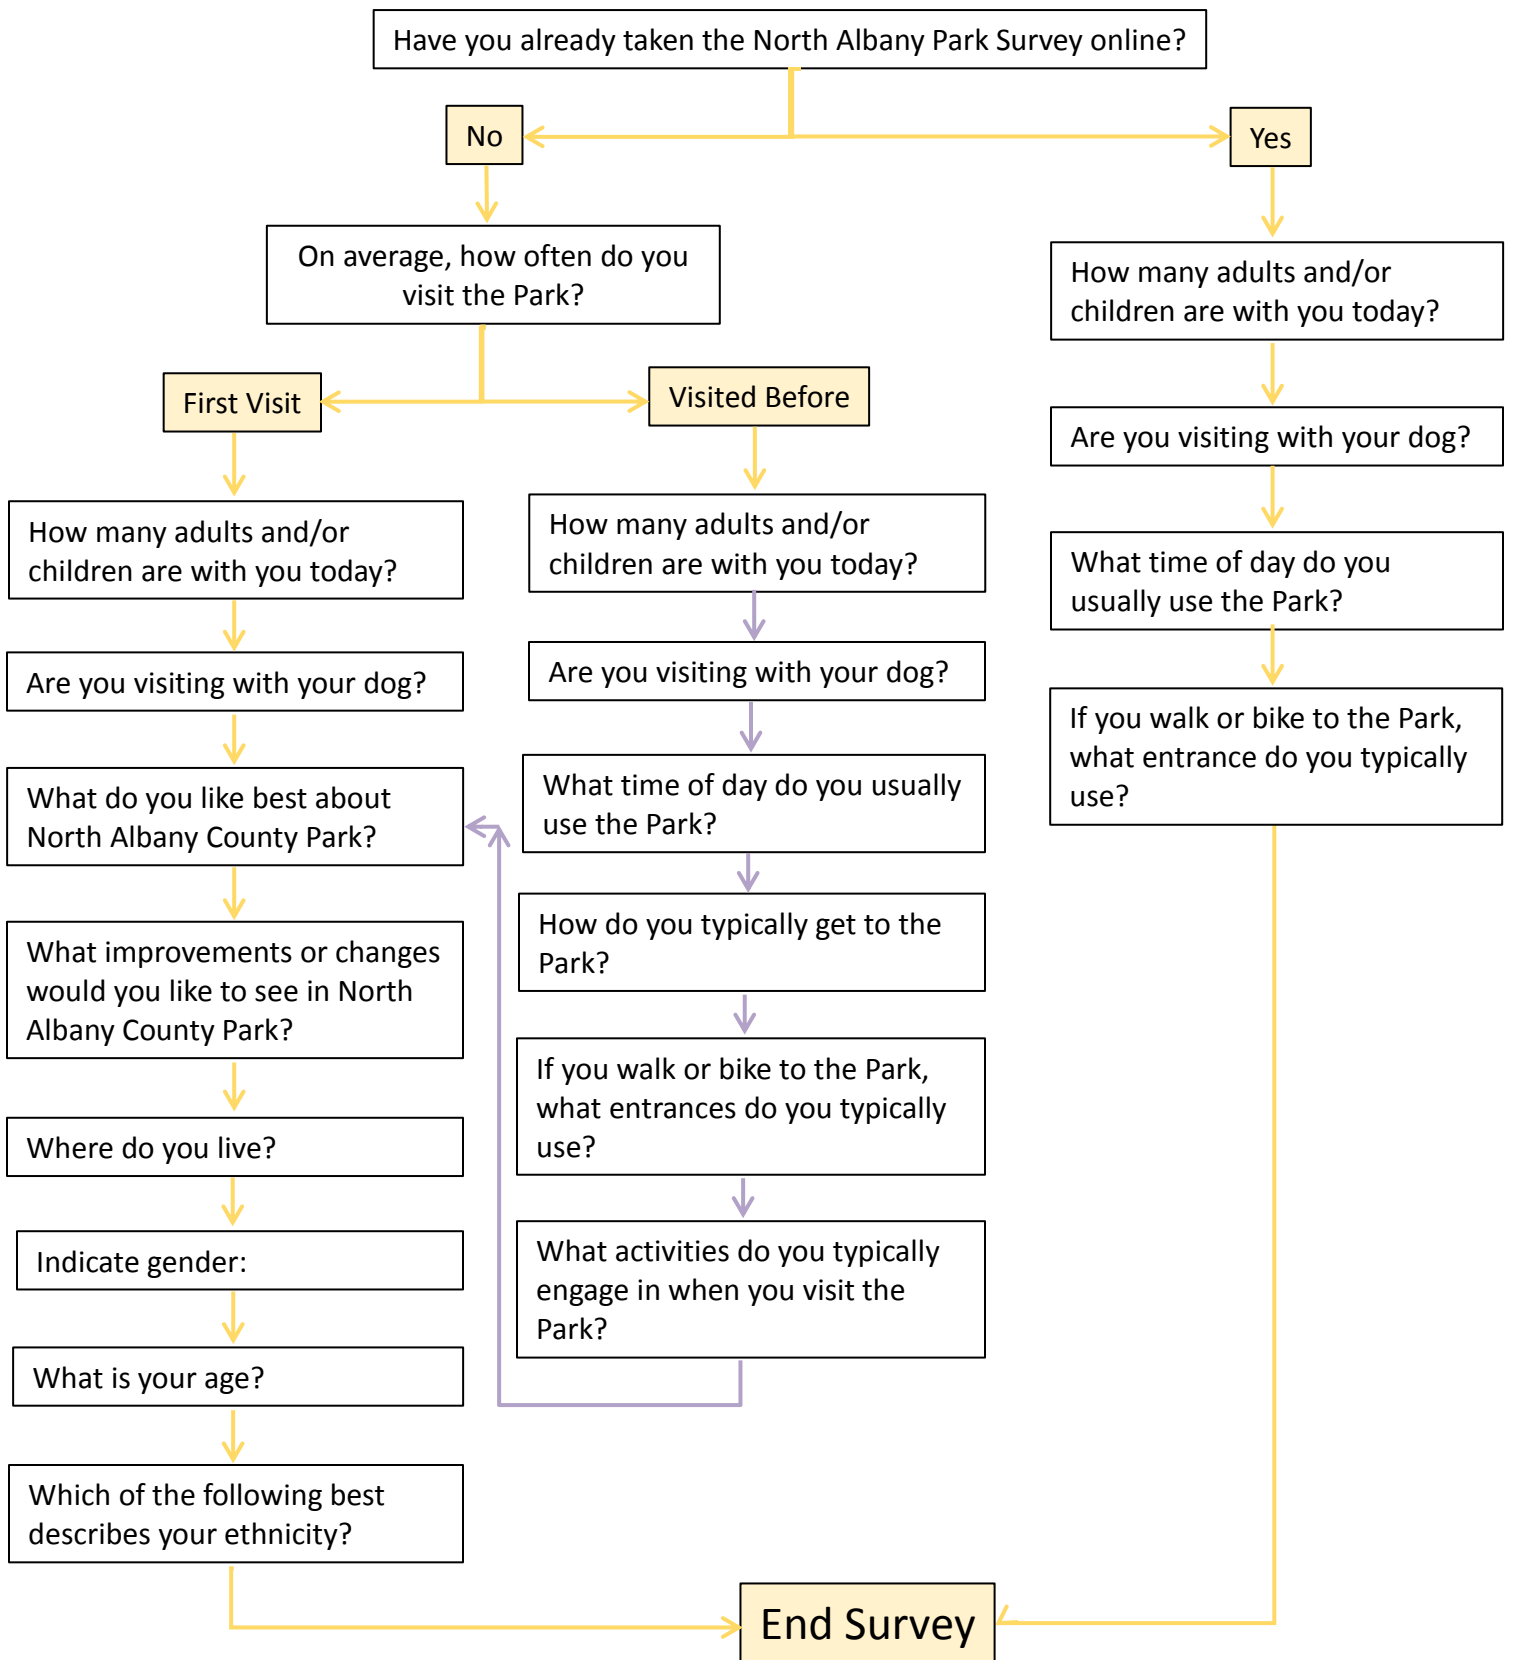 Have you already taken the North Albany Park Survey online?
No
Yes
On average, how often do you
visit the Park?
First Visit
Visited Before
How many adults and/or
children are with you today?
Are you visiting with your dog?
What do you like best about
North Albany County Park?
What improvements or changes
would you like to see in North
Albany County Park?
Where do you live?
Indicate gender:
What is your age?
Which of the following best
describes your ethnicity?
How many adults and/or
children are with you today?
Are you visiting with your dog?
What time of day do you usually
use the Park?
How do you typically get to the
Park?
If you walk or bike to the Park,
what entrances do you typically
use?
What activities do you typically
engage in when you visit the
Park?
How many adults and/or
children are with you today?
Are you visiting with your dog?
What time of day do you
usually use the Park?
If you walk or bike to the Park,
what entrance do you typically
use?
End Survey